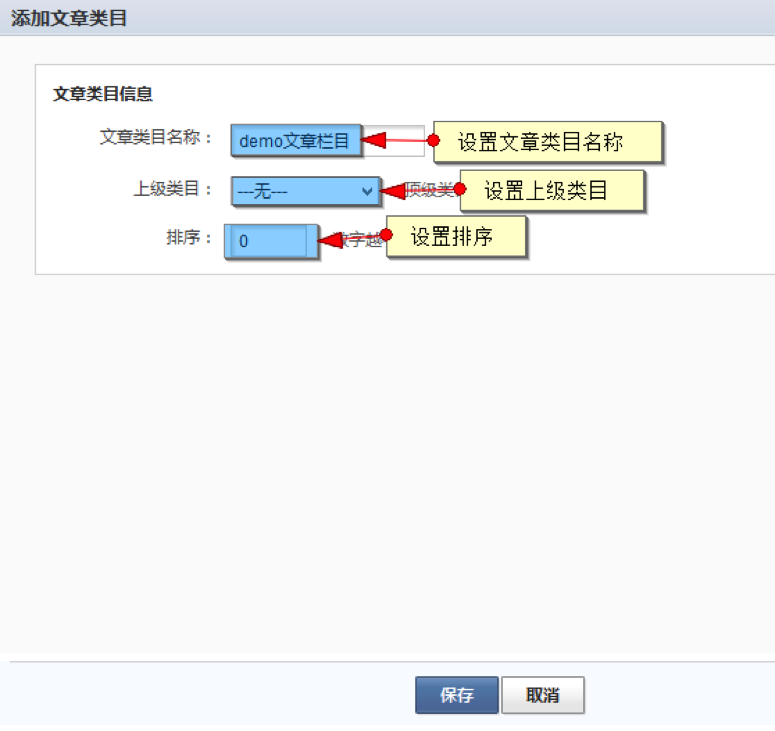 添加文章类目
文章类目信息
文章类目名称： demo文章栏目 设置文章类目名称
上级类目： ---无--- 顶级类 设置上级类目
排序： 0 数字越 设置排序
保存 取消